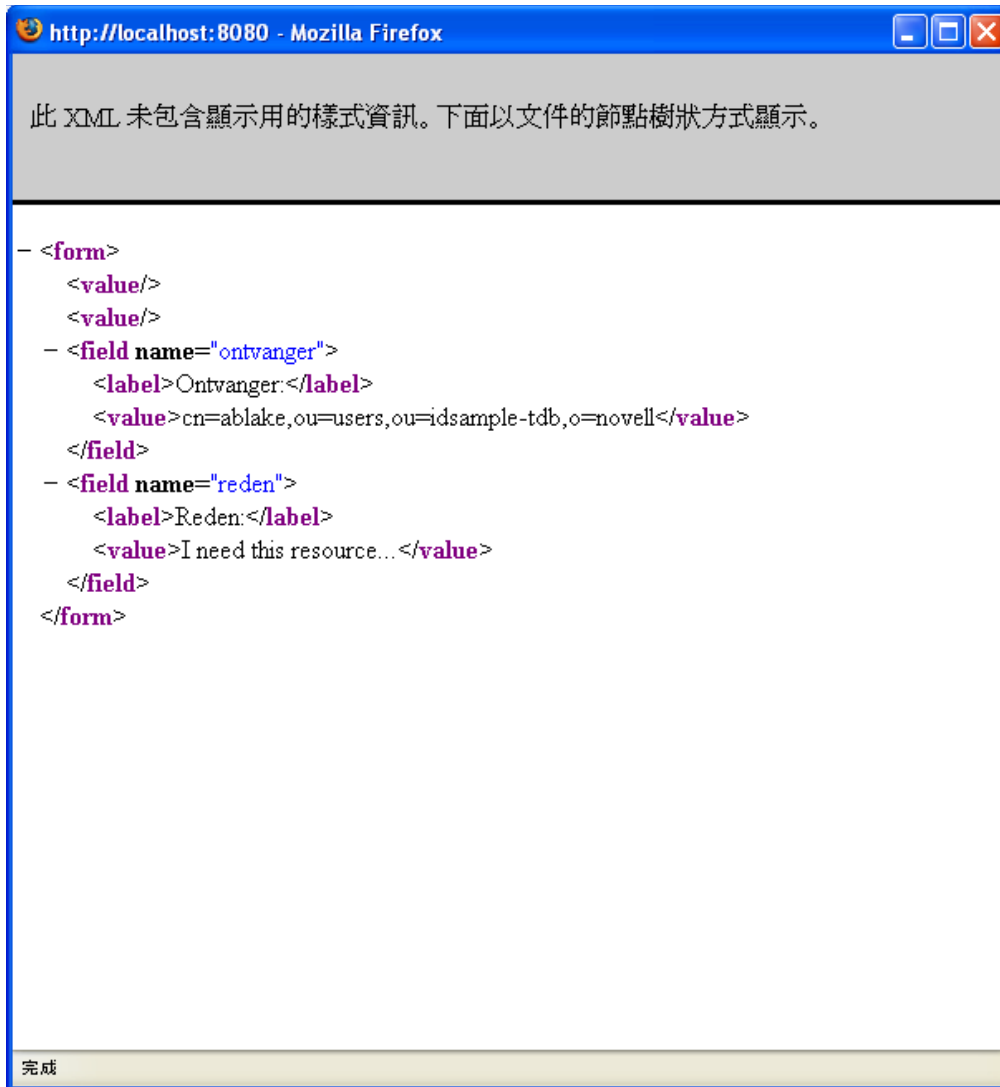 http://localhost:8080 - Mozilla Firefox
此 XML 未包含顯示用的樣式資訊。下面以文件的節點樹狀方式顯示。
− <form>
<value/>
<value/>
− <field name="ontvanger">
<label>Ontvanger:</label>
<value>cn=ablake,ou=users,ou=idsample-tdb,o=novell</value>
</field>
− <field name="reden">
<label>Reden:</label>
<value>I need this resource...</value>
</field>
</form>
完成